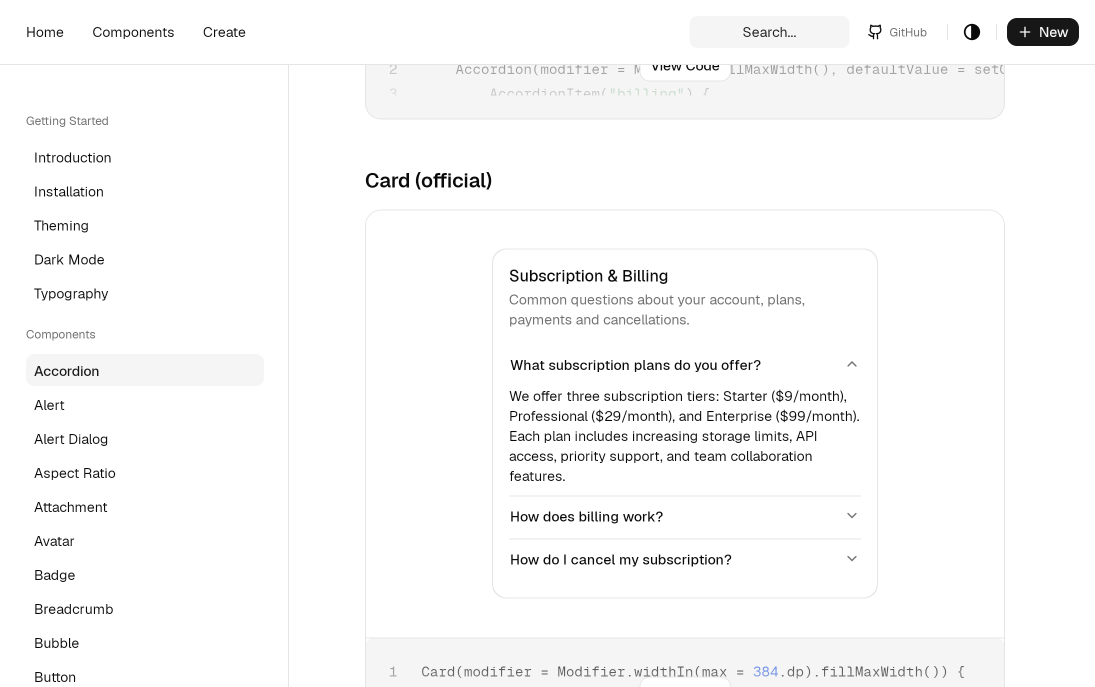 Home Components Create Search... GitHub New
Getting Started
Introduction
Installation
Theming
Dark Mode
Typography
Components
Accordion
Alert
Alert Dialog
Aspect Ratio
Attachment
Avatar
Badge
Breadcrumb
Bubble
Button
2 Accordion(modifier = defaultValue =
View Code
3 AccordionItem("billing") {
Card (official)
Subscription & Billing
Common questions about your account, plans,
payments and cancellations.
What subscription plans do you offer?
We offer three subscription tiers: Starter ($9/month),
Professional ($29/month), and Enterprise ($99/month).
Each plan includes increasing storage limits, API
access, priority support, and team collaboration
features.
How does billing work?
How do I cancel my subscription?
1 Card(modifier = Modifier.widthIn(max = 384.dp).fillMaxWidth()) {